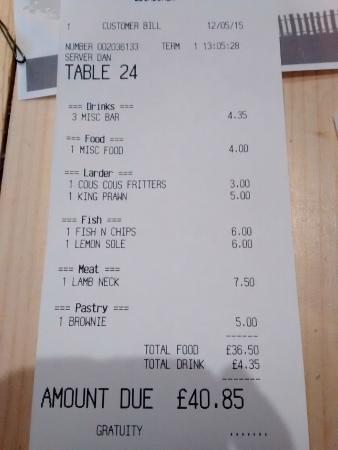 1 CUSTOMER BILL 12/05/15
NUMBER 002036133 TERM 1 13:05:28
SERVER DAN
TABLE 24
=== Drinks ===
3 MISC BAR 4.35
=== Food ===
1 MISC FOOD 4.00
=== Larder ===
1 COUS COUS FRITTERS 3.00
1 KING PRAWN 5.00
=== Fish ===
1 FISH N CHIPS 6.00
1 LEMON SOLE 6.00
=== Meat ===
1 LAMB NECK 7.50
=== Pastry ===
1 BROWNIE 5.00
------
TOTAL FOOD £36.50
TOTAL DRINK £4.35
--------
AMOUNT DUE £40.85
GRATUITY .......